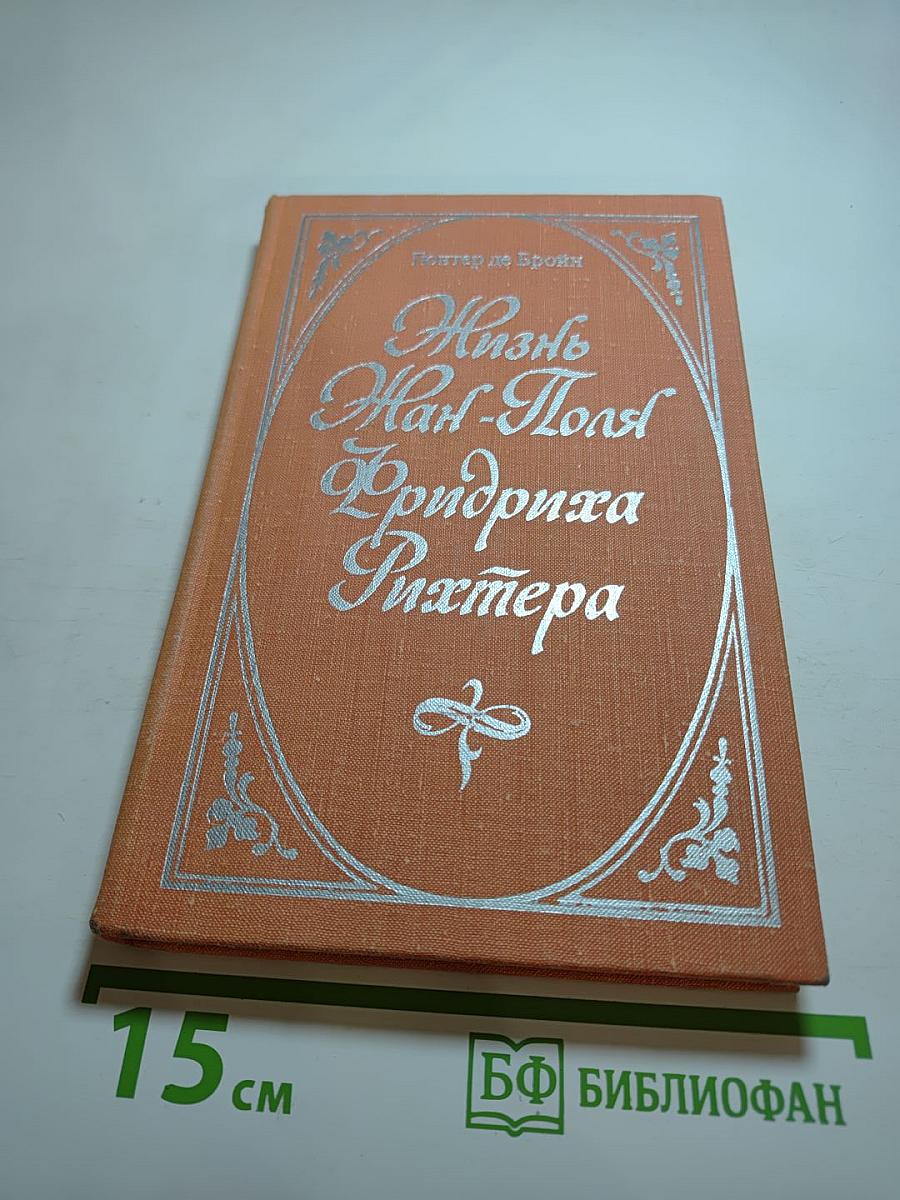 Гюнтер де Бройн
Жизнь
Жан-Поля
Фридриха
Рихтера
15 см
БФ БИБЛИОФАН